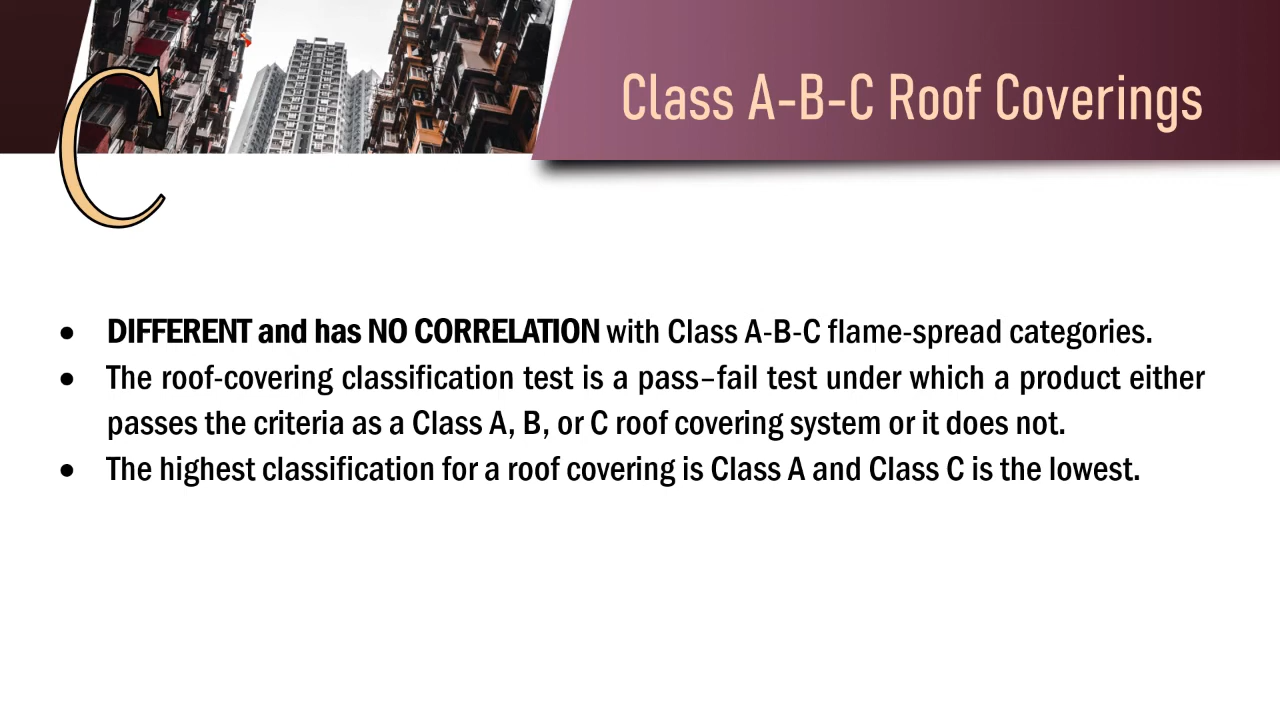 Class A-B-C Roof Coverings
C
• DIFFERENT and has NO CORRELATION with Class A-B-C flame-spread categories.
• The roof-covering classification test is a pass–fail test under which a product either
passes the criteria as a Class A, B, or C roof covering system or it does not.
• The highest classification for a roof covering is Class A and Class C is the lowest.